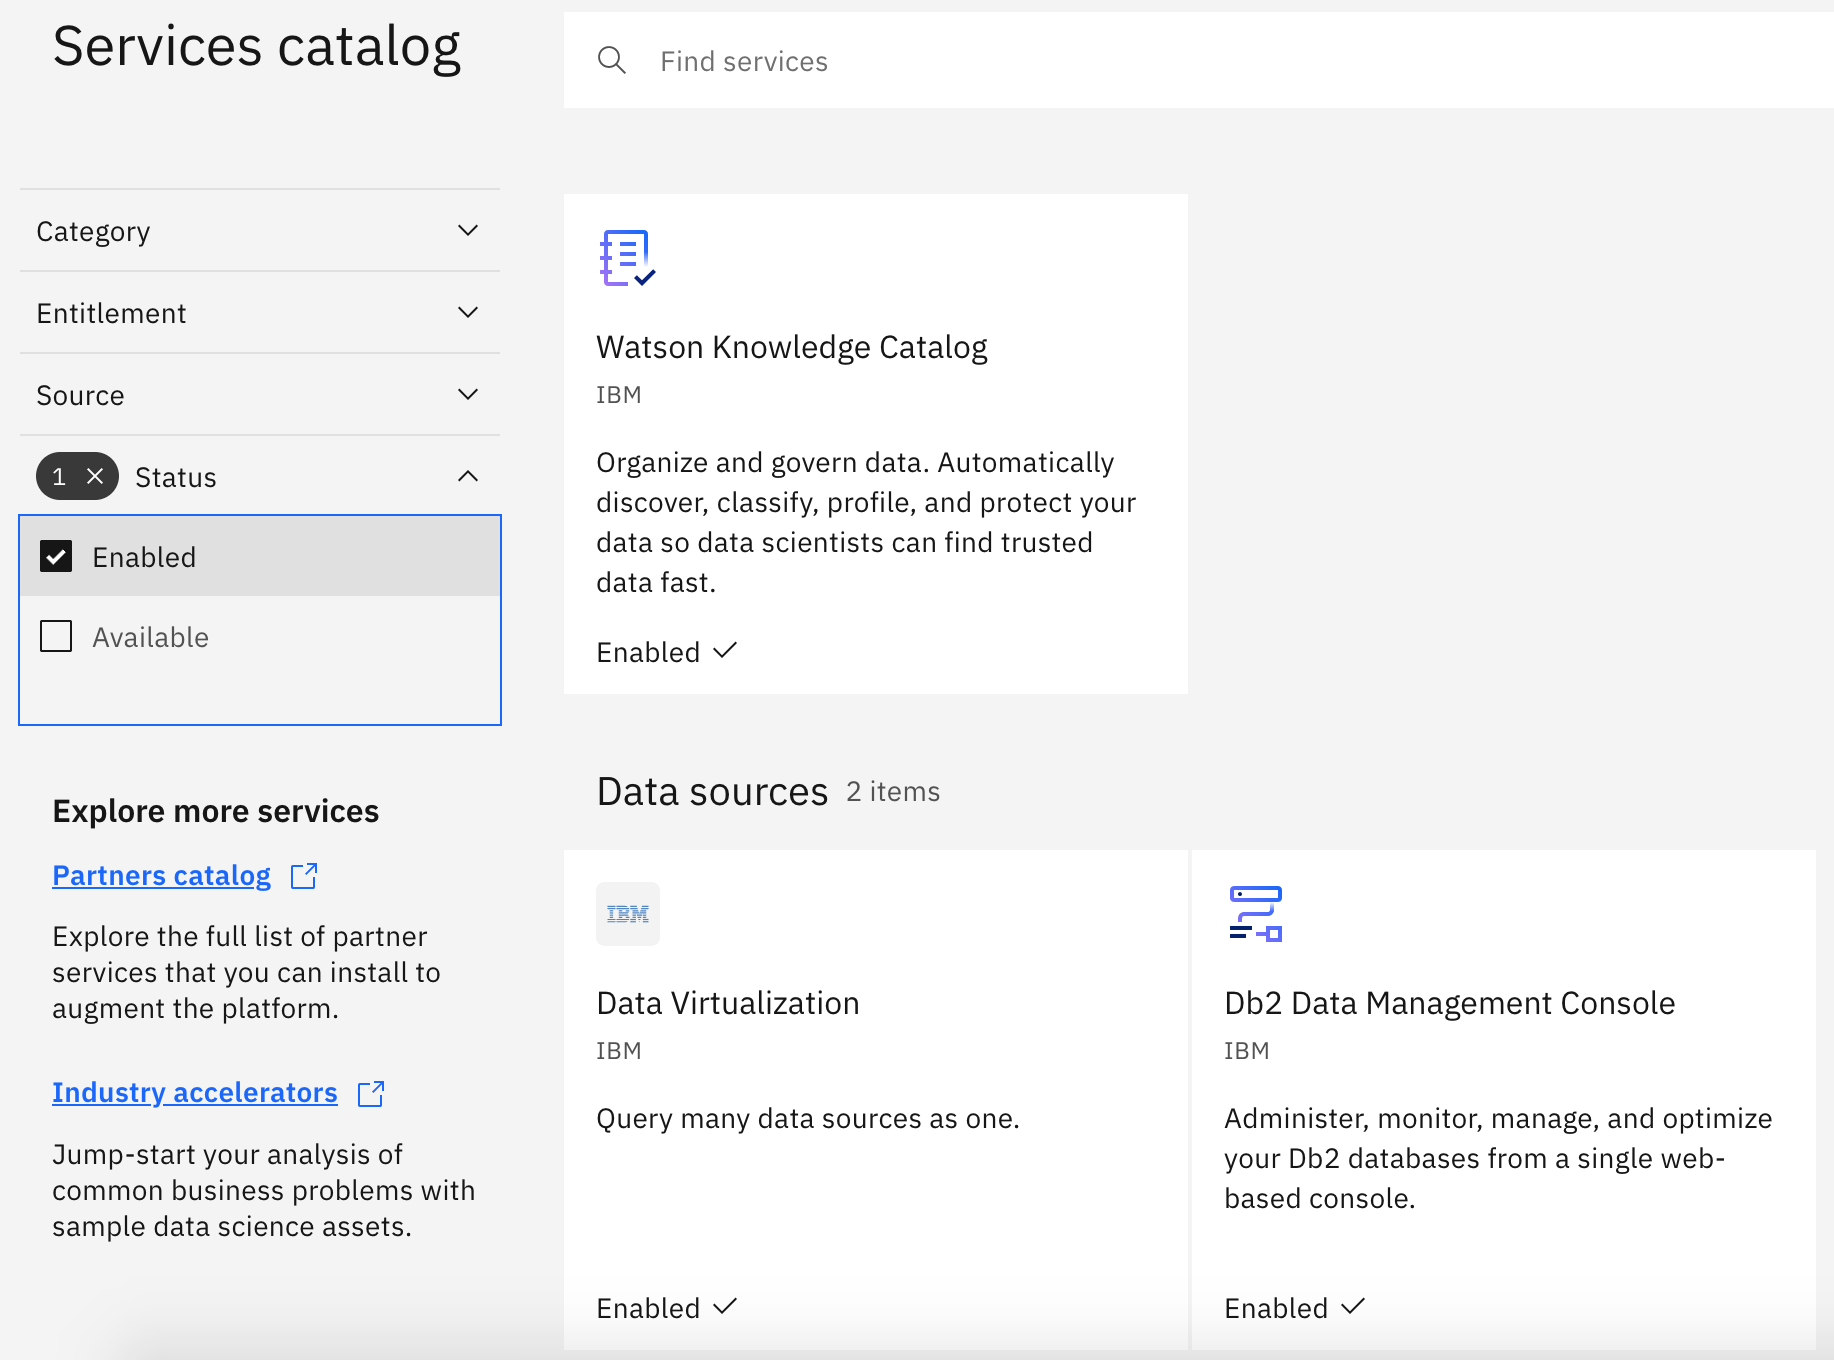 Services catalog
Find services
Category
Entitlement
Source
1 Status
Enabled
Available
Explore more services
Partners catalog
Explore the full list of partner
services that you can install to
augment the platform.
Industry accelerators
Jump-start your analysis of
common business problems with
sample data science assets.
Watson Knowledge Catalog
IBM
Organize and govern data. Automatically
discover, classify, profile, and protect your
data so data scientists can find trusted
data fast.
Enabled
Data sources 2 items
IBM
Data Virtualization
IBM
Query many data sources as one.
Enabled
Db2 Data Management Console
IBM
Administer, monitor, manage, and optimize
your Db2 databases from a single web-
based console.
Enabled